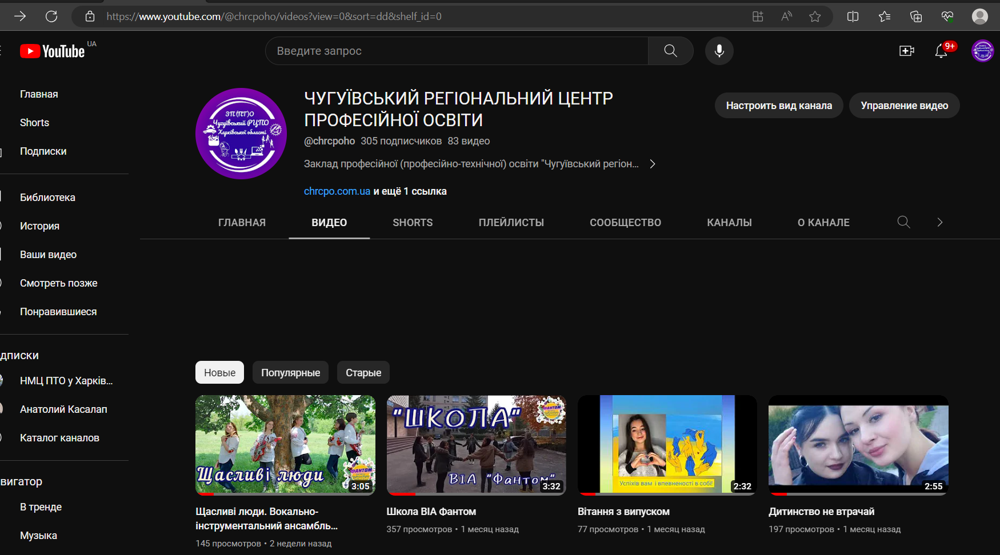 https://www.youtube.com/@chrcpoho/videos?view=0&sort=dd&shelf_id=0
YouTube UA
Введите запрос
9+
Главная
Shorts
Подписки
Библиотека
История
Ваши видео
Смотреть позже
Понравившиеся
дписки
НМЦ ПТО у Харків...
Анатолий Касалап
Каталог каналов
вигатор
В тренде
Музыка
ЗП(ПТ)О
Чугуївський РЦПО
Харківської області
ЧУГУЇВСЬКИЙ РЕГІОНАЛЬНИЙ ЦЕНТР
ПРОФЕСІЙНОЇ ОСВІТИ
@chrcpoho 305 подписчиков 83 видео
Заклад професійної (професійно-технічної) освіти "Чугуївський регіон...
chrcpo.com.ua и ещё 1 ссылка
Настроить вид канала
Управление видео
ГЛАВНАЯ ВИДЕО SHORTS ПЛЕЙЛИСТЫ СООБЩЕСТВО КАНАЛЫ О КАНАЛЕ
Новые Популярные Старые
Щасливі люди
ФАНТОМ
3:05
Щасливі люди. Вокально-
інструментальний ансамбль...
145 просмотров • 2 недели назад
"ШКОЛА"
ФАНТОМ
ВІА "Фантом"
3:32
Школа ВІА Фантом
357 просмотров • 1 месяц назад
Успіхів вам і впевненості в собі!
2:32
Вітання з випуском
77 просмотров • 1 месяц назад
2:55
Дитинство не втрачай
197 просмотров • 1 месяц назад